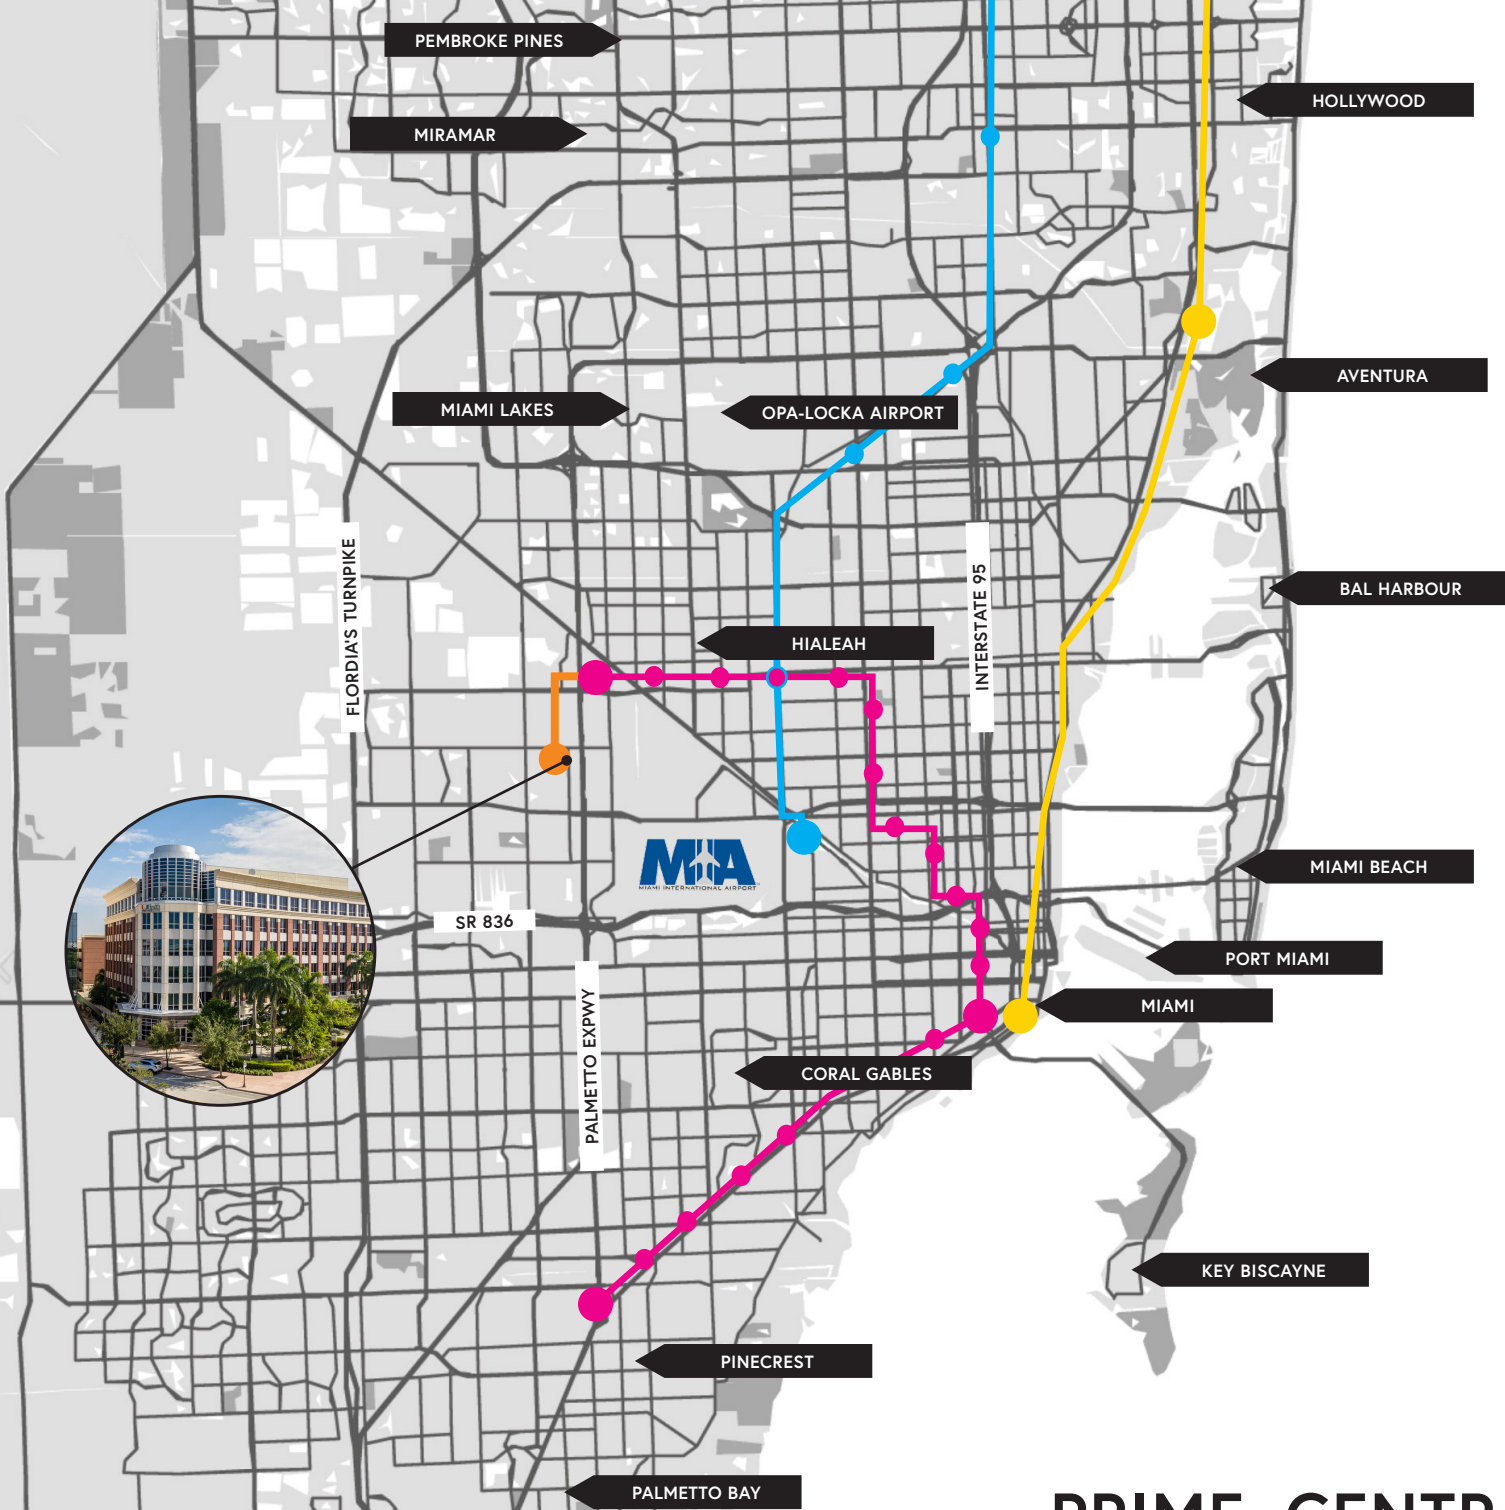 PEMBROKE PINES
HOLLYWOOD
MIRAMAR
AVENTURA
MIAMI LAKES
OPA-LOCKA AIRPORT
FLORDIA'S TURNPIKE
INTERSTATE 95
BAL HARBOUR
HIALEAH
MIA
MIAMI INTERNATIONAL AIRPORT
MIAMI BEACH
SR 836
PORT MIAMI
MIAMI
PALMETTO EXPWY
CORAL GABLES
KEY BISCAYNE
PINECREST
PALMETTO BAY